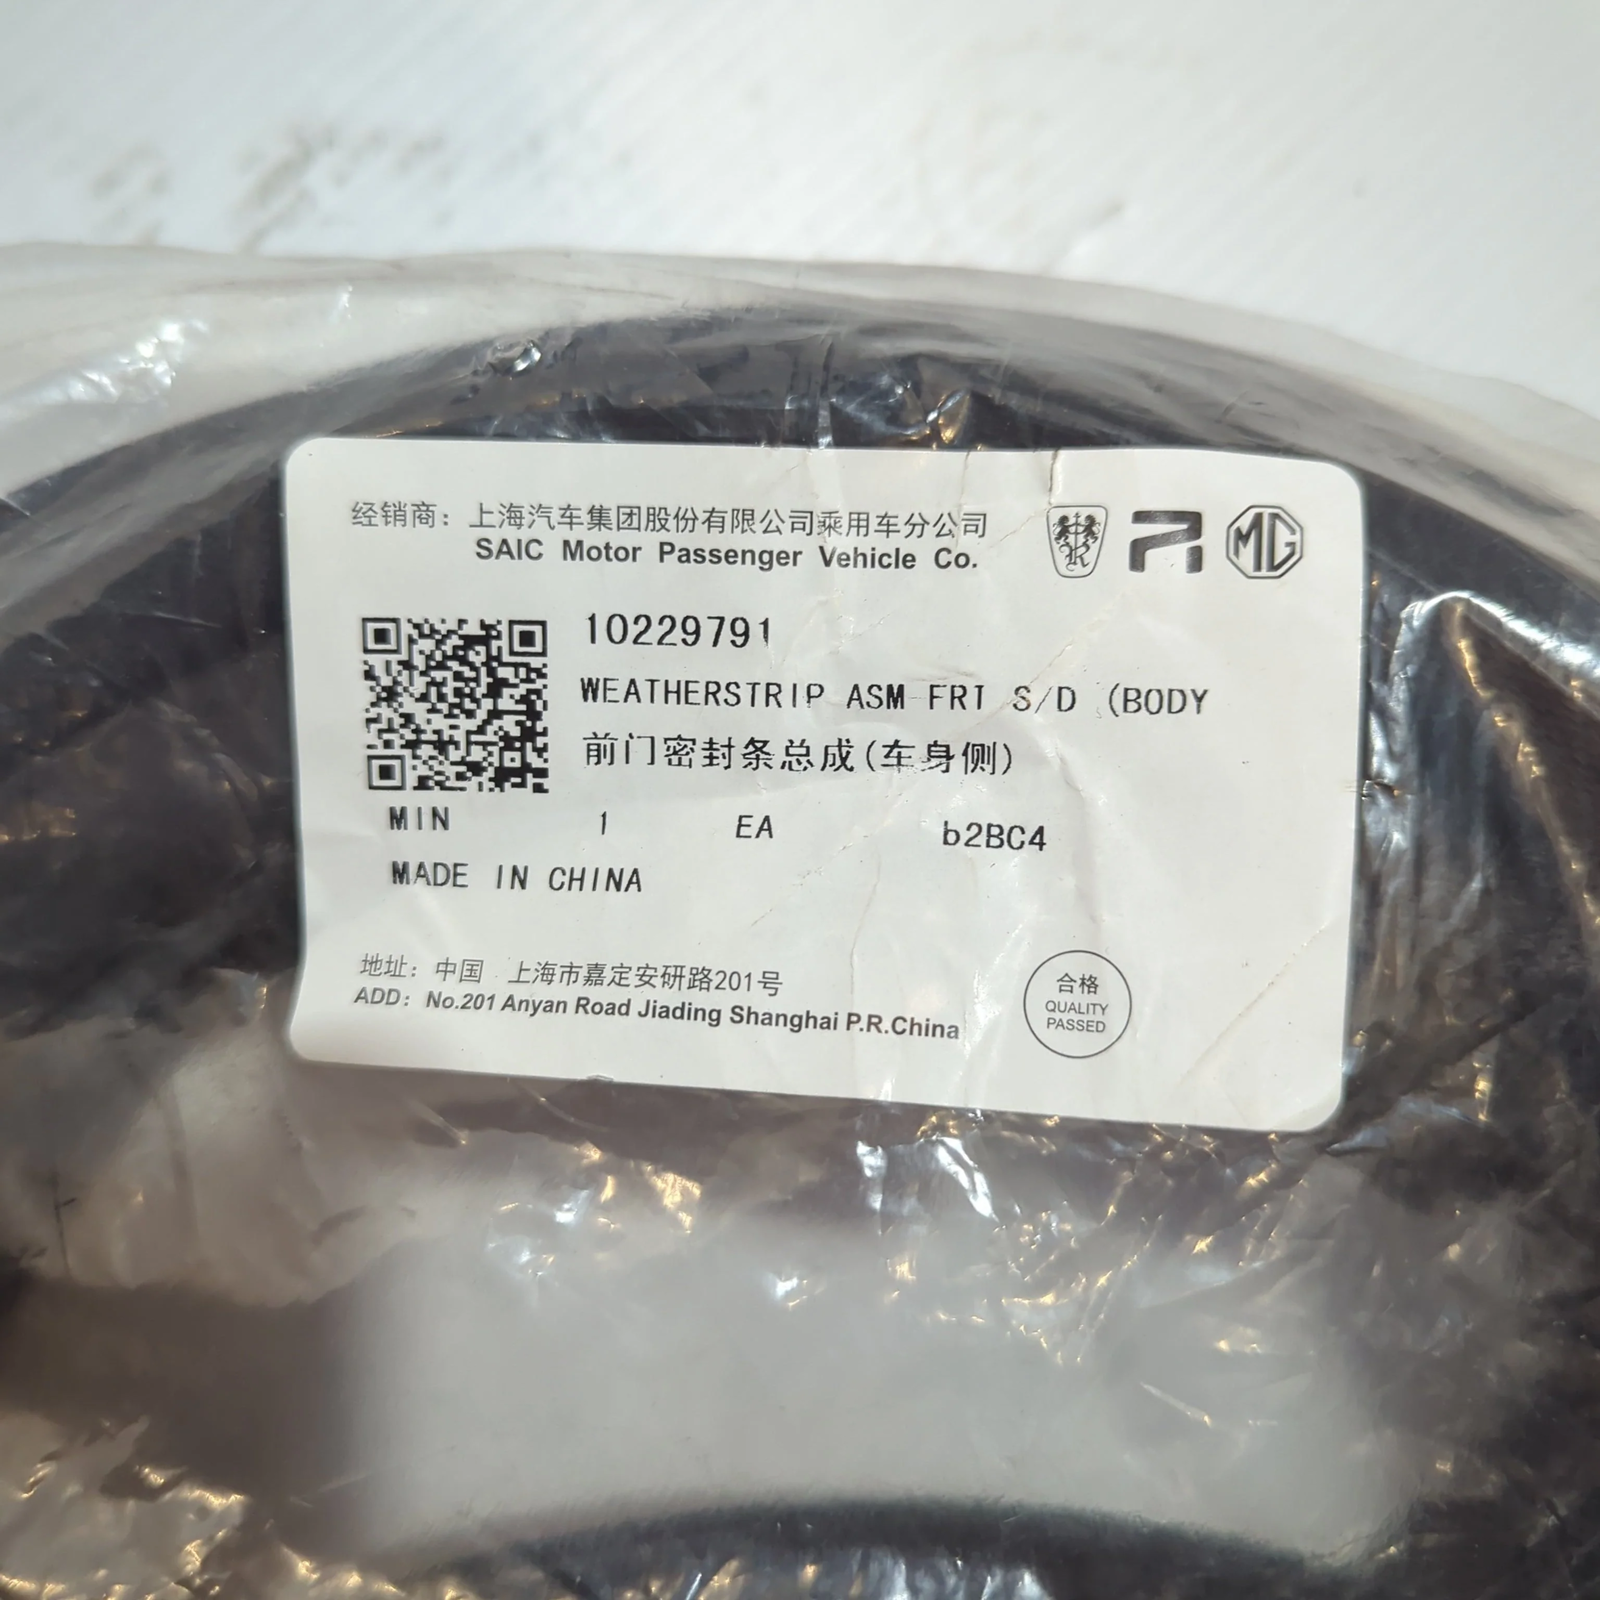 经销商：上海汽车集团股份有限公司乘用车分公司
SAIC Motor Passenger Vehicle Co.
R
MG
10229791
WEATHERSTRIP ASM-FRT S/D (BODY
前门密封条总成(车身侧)
MIN 1 EA b2BC4
MADE IN CHINA
地址：中国 上海市嘉定安研路201号
ADD：No.201 Anyan Road Jiading Shanghai P.R.China
合格
QUALITY
PASSED